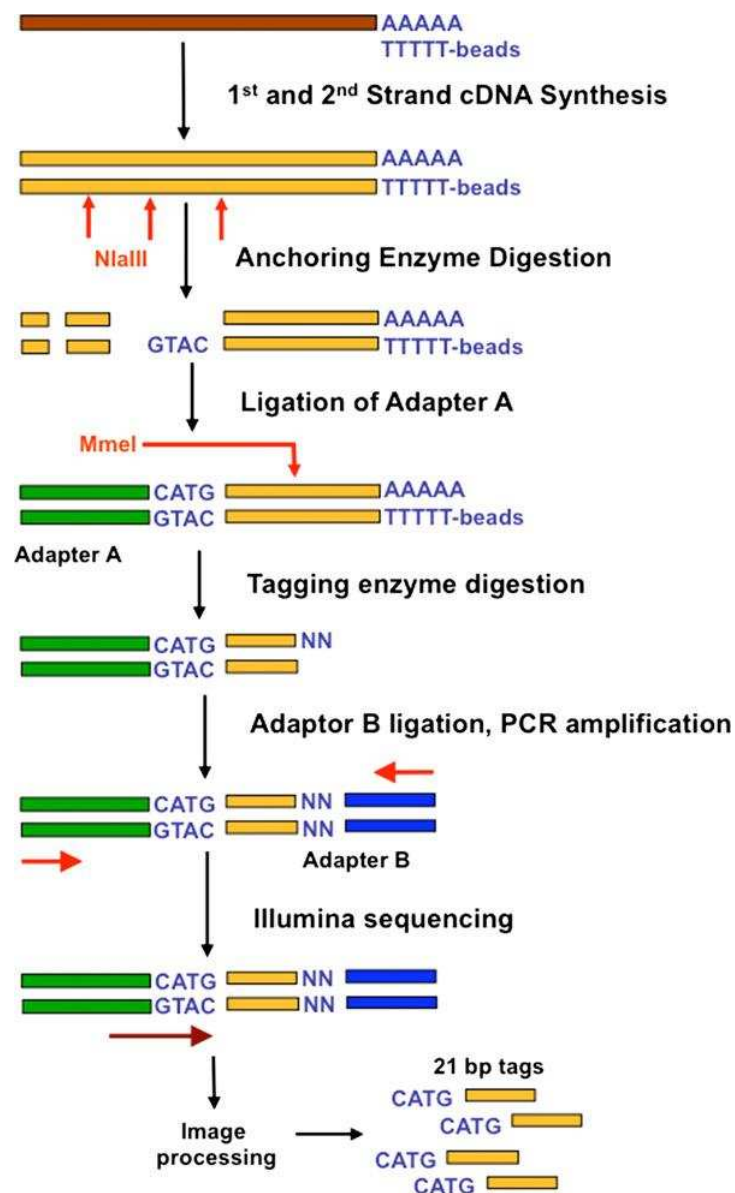 AAAAA
TTTTT-beads
1st and 2nd Strand cDNA Synthesis
AAAAA
TTTTT-beads
NlaIII
Anchoring Enzyme Digestion
AAAAA
GTAC TTTTT-beads
Ligation of Adapter A
MmeI
CATG AAAAA
GTAC TTTTT-beads
Adapter A
Tagging enzyme digestion
CATG NN
GTAC
Adaptor B ligation, PCR amplification
CATG NN
GTAC NN
Adapter B
Illumina sequencing
CATG NN
GTAC NN
21 bp tags
CATG
CATG
Image
processing
CATG
CATG